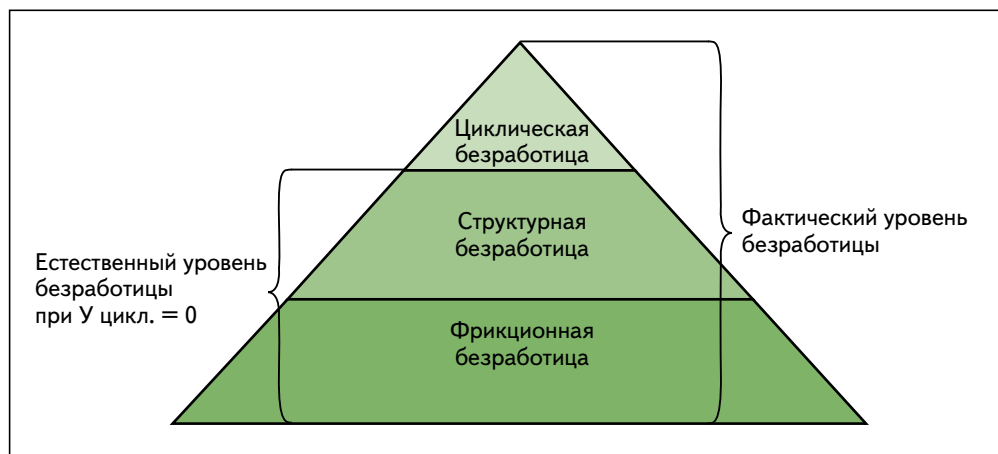 Циклическая
безработица
Структурная
безработица
Фактический уровень
безработицы
Естественный уровень
безработицы
при У цикл. = 0
Фрикционная
безработица